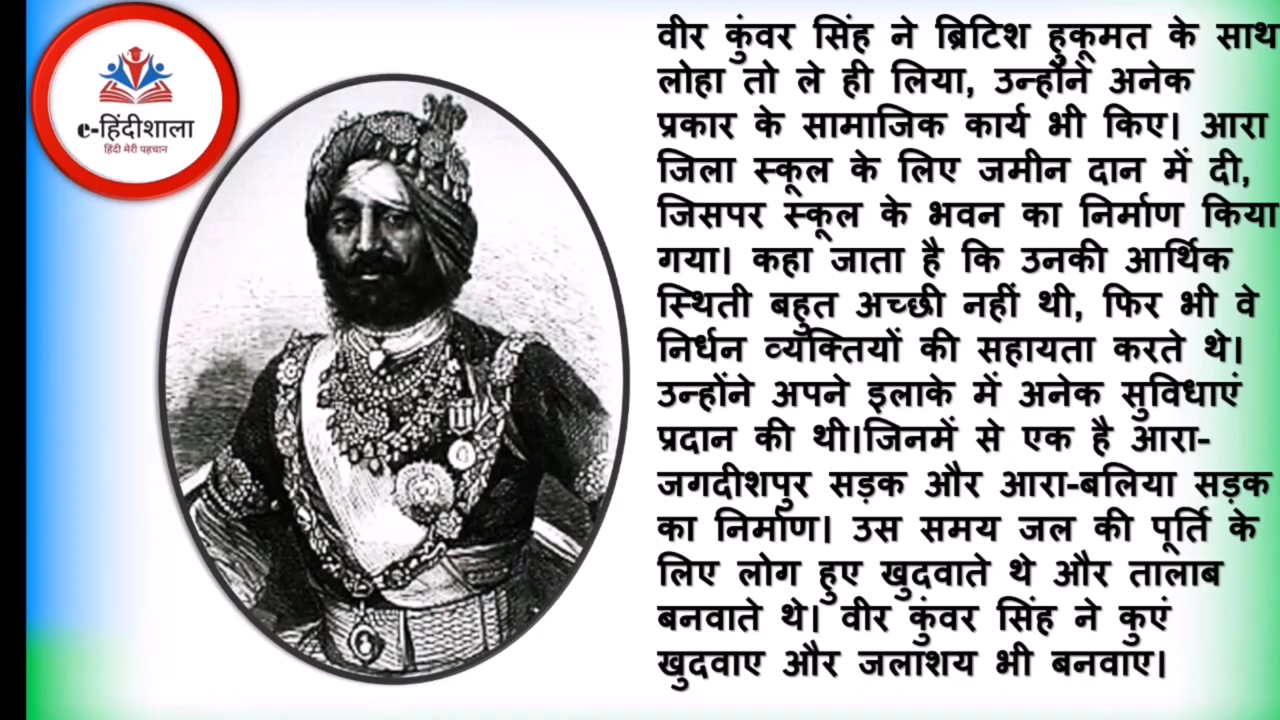 e-हिंदीशाला
हिंदी मेरी पहचान
वीर कुंवर सिंह ने ब्रिटिश हुकूमत के साथ
लोहा तो ले ही लिया, उन्होंने अनेक
प्रकार के सामाजिक कार्य भी किए। आरा
जिला स्कूल के लिए जमीन दान में दी,
जिसपर स्कूल के भवन का निर्माण किया
गया। कहा जाता है कि उनकी आर्थिक
स्थिती बहुत अच्छी नहीं थी, फिर भी वे
निर्धन व्यक्तियों की सहायता करते थे।
उन्होंने अपने इलाके में अनेक सुविधाएं
प्रदान की थी।जिनमें से एक है आरा-
जगदीशपुर सड़क और आरा-बलिया सड़क
का निर्माण। उस समय जल की पूर्ति के
लिए लोग हुए खुदवाते थे और तालाब
बनवाते थे। वीर कुंवर सिंह ने कुएं
खुदवाए और जलाशय भी बनवाए।